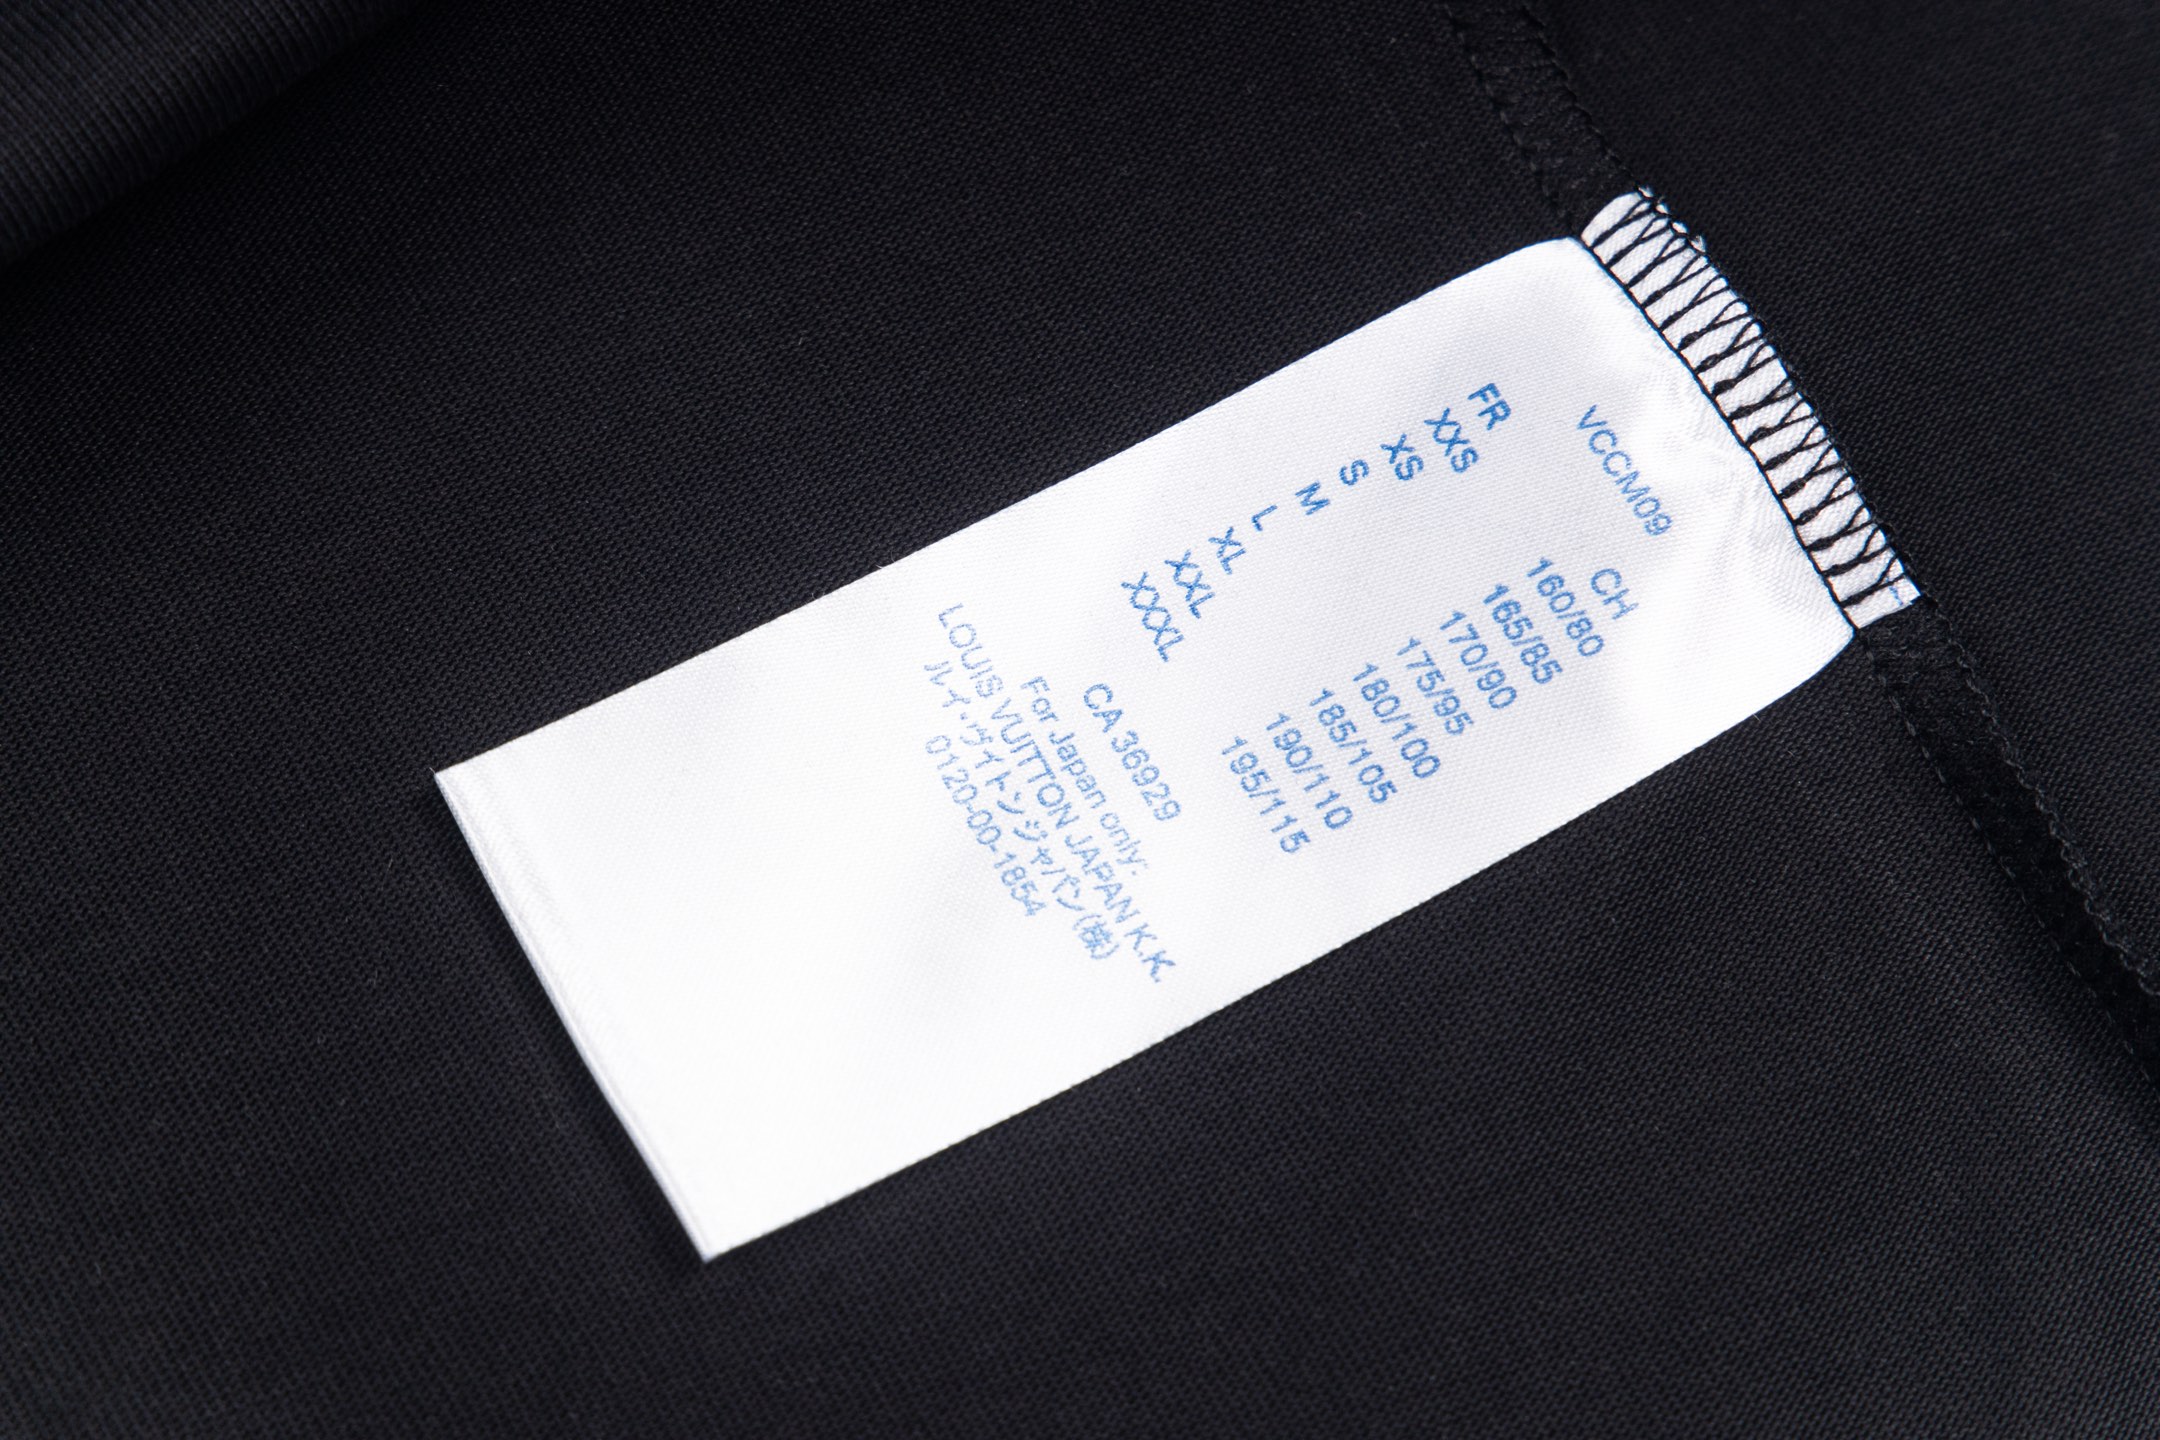 VCCM09
FR CH
XXS 160/80
XS 165/85
S 170/90
M 175/95
L 180/100
XL 185/105
XXL 190/110
XXXL 195/115
CA 36929
For Japan only:
LOUIS VUITTON JAPAN K.K.
ルイ・ヴイトンジャパン(株)
0120-00-1854